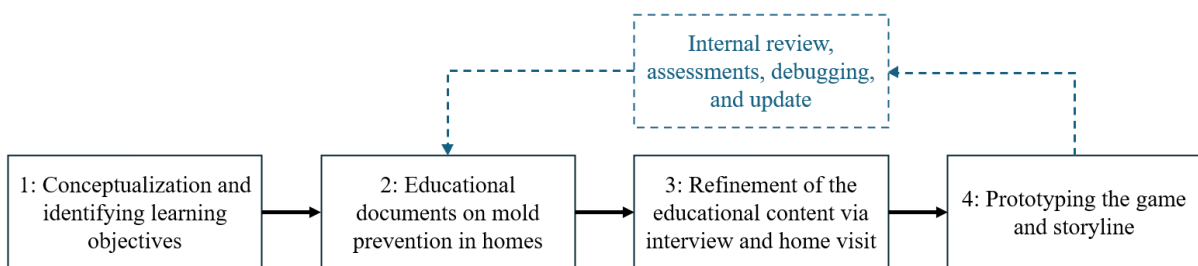 Internal review,
assessments, debugging,
and update
1: Conceptualization and
identifying learning
objectives
2: Educational
documents on mold
prevention in homes
3: Refinement of the
educational content via
interview and home visit
4: Prototyping the game
and storyline